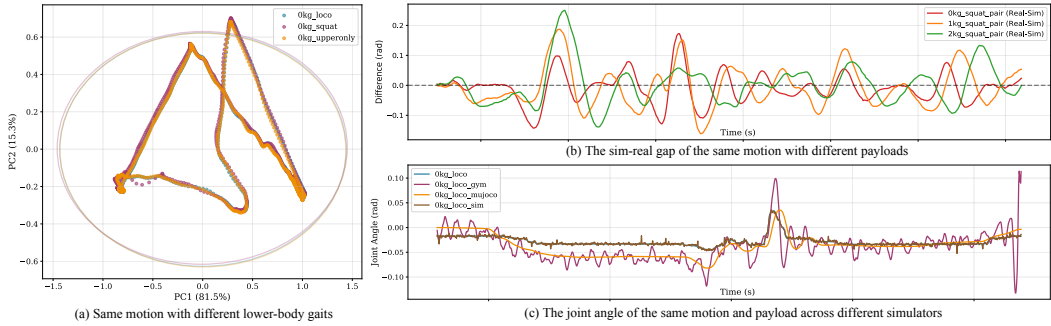 0kg_loco
0kg_squat
0kg_upperonly
PC2 (15.3%)
0.6
0.4
0.2
0.0
−0.2
−0.4
−0.6
−1.5
−1.0
−0.5
0.0
0.5
1.0
1.5
PC1 (81.5%)
(a) Same motion with different lower-body gaits
0kg_squat_pair (Real-Sim)
1kg_squat_pair (Real-Sim)
2kg_squat_pair (Real-Sim)
Difference (rad)
0.2
0.1
0.0
−0.1
Time (s)
(b) The sim-real gap of the same motion with different payloads
0kg_loco
0kg_loco_gym
0kg_loco_mujoco
0kg_loco_sim
Joint Angle (rad)
0.10
0.05
0.00
−0.05
−0.10
Time (s)
(c) The joint angle of the same motion and payload across different simulators